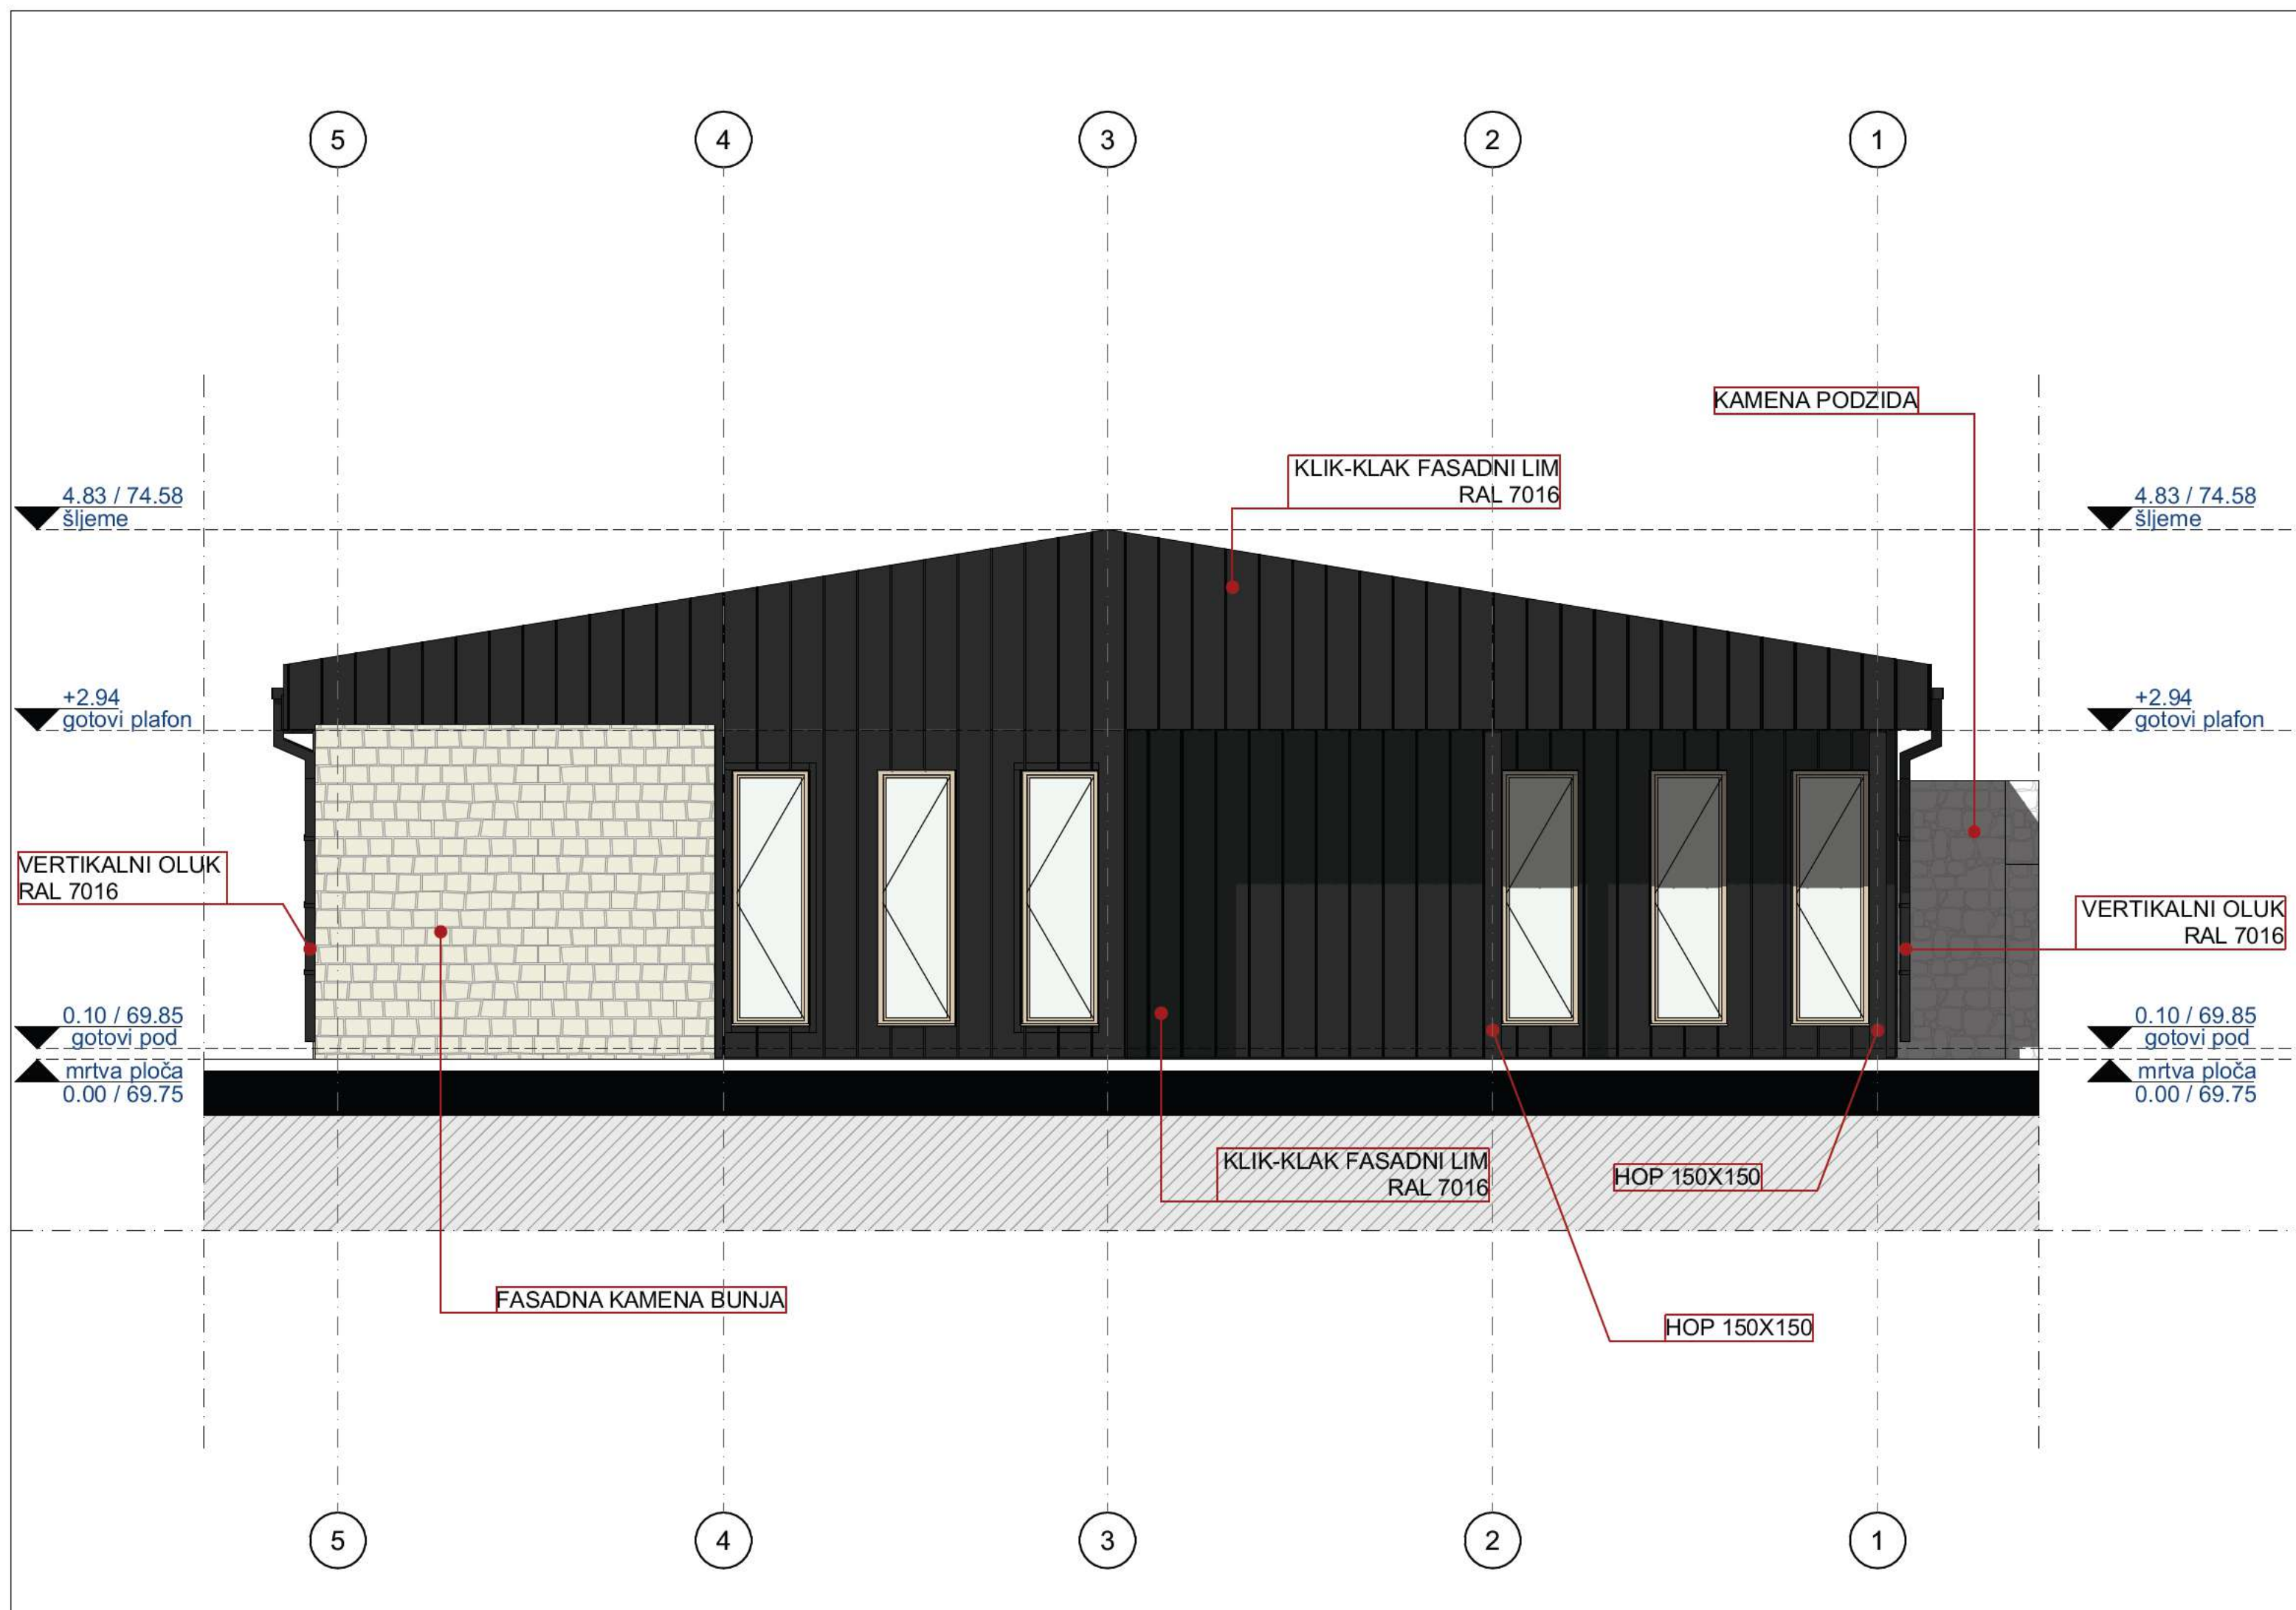 5
4
3
2
1
KAMENA PODZIDA
KLIK-KLAK FASADNI LIM
RAL 7016
4.83 / 74.58
šljeme
4.83 / 74.58
šljeme
+2.94
gotovi plafon
+2.94
gotovi plafon
VERTIKALNI OLUK
RAL 7016
VERTIKALNI OLUK
RAL 7016
0.10 / 69.85
gotovi pod
mrtva ploča
0.00 / 69.75
0.10 / 69.85
gotovi pod
mrtva ploča
0.00 / 69.75
KLIK-KLAK FASADNI LIM
RAL 7016
HOP 150X150
FASADNA KAMENA BUNJA
HOP 150X150
5
4
3
2
1